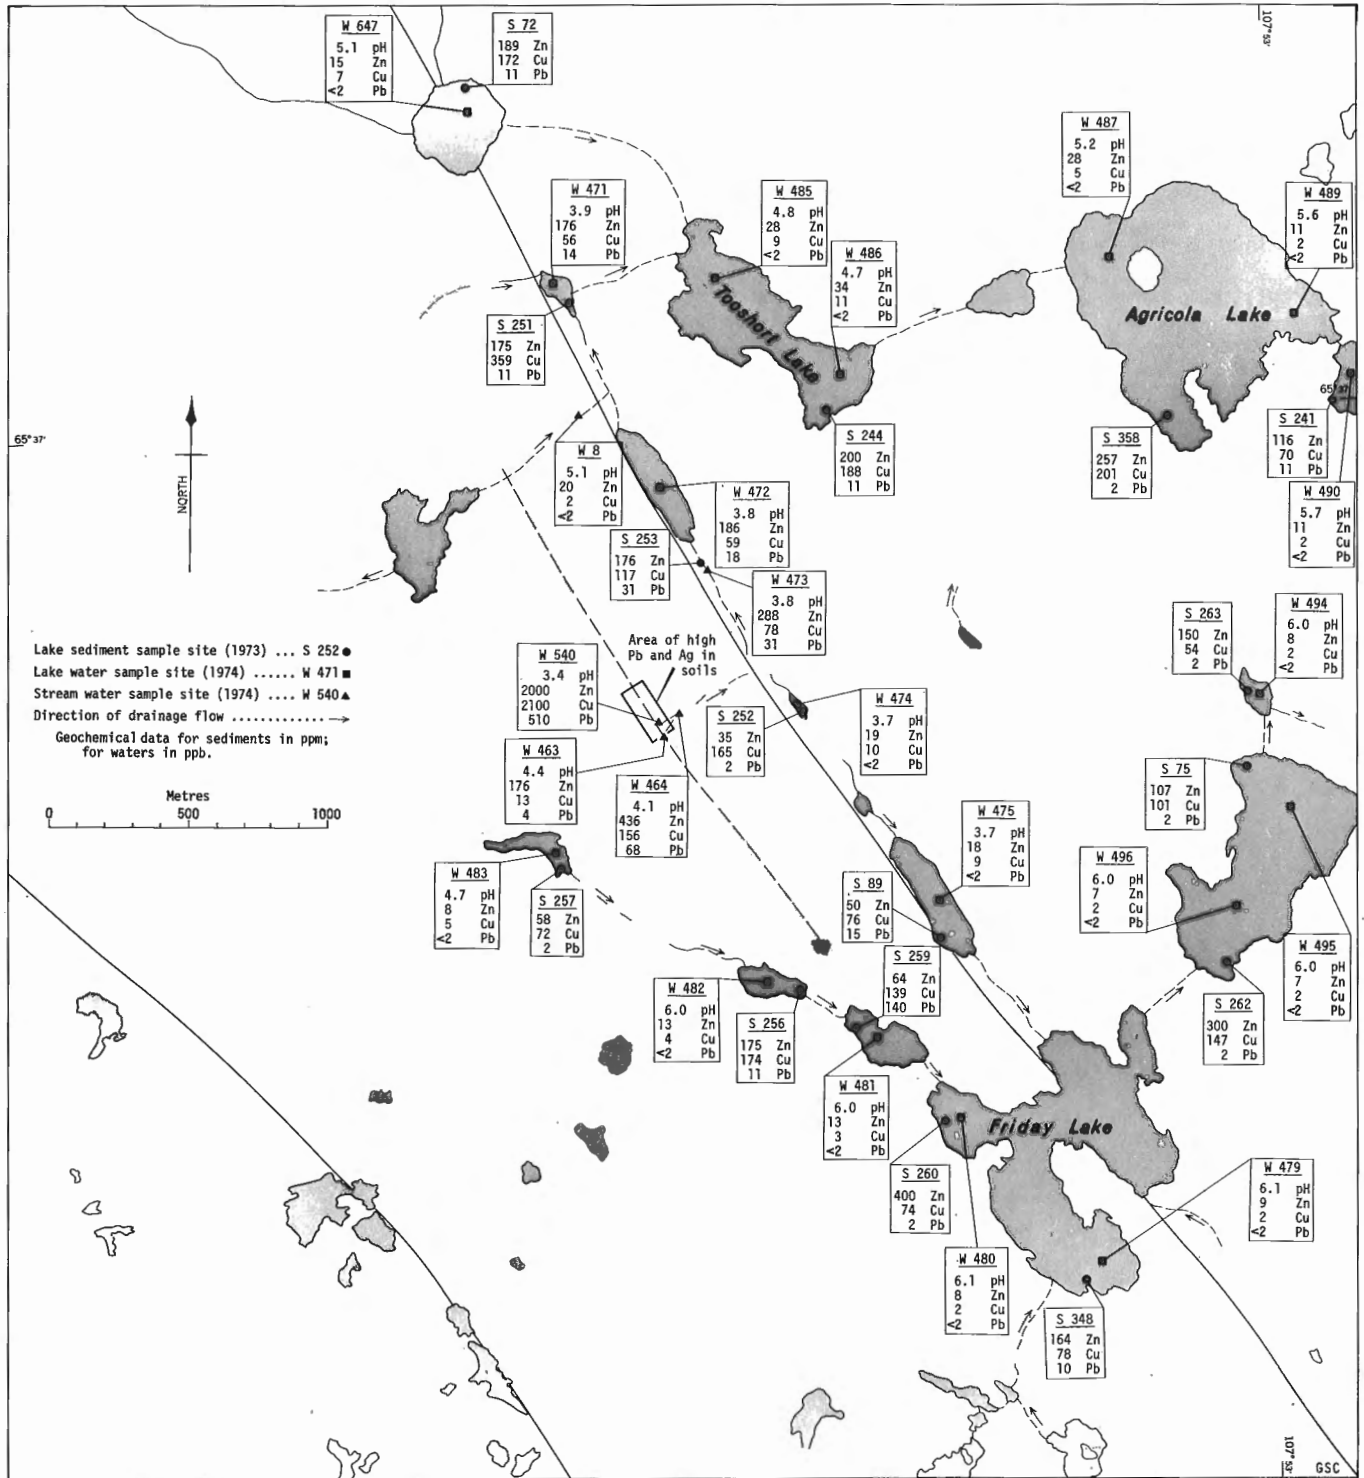 W 647
5.1 pH
15 Zn
7 Cu
<2 Pb
S 72
189 Zn
172 Cu
11 Pb
107° 53'
W 487
5.2 pH
28 Zn
5 Cu
<2 Pb
W 471
3.9 pH
176 Zn
56 Cu
14 Pb
W 485
4.8 pH
28 Zn
9 Cu
<2 Pb
W 489
5.6 pH
11 Zn
2 Cu
<2 Pb
W 486
4.7 pH
34 Zn
11 Cu
<2 Pb
Tooshort Lake
Agricola Lake
S 251
175 Zn
359 Cu
11 Pb
65° 37'
65° 37'
NORTH
W 8
5.1 pH
20 Zn
2 Cu
<2 Pb
S 244
200 Zn
188 Cu
11 Pb
S 358
257 Zn
201 Cu
2 Pb
S 241
116 Zn
70 Cu
11 Pb
W 490
5.7 pH
11 Zn
2 Cu
<2 Pb
W 472
3.8 pH
186 Zn
59 Cu
18 Pb
S 253
176 Zn
117 Cu
31 Pb
W 473
3.8 pH
288 Zn
78 Cu
31 Pb
S 263
150 Zn
54 Cu
2 Pb
W 494
6.0 pH
8 Zn
2 Cu
<2 Pb
Lake sediment sample site (1973) ... S 252 ●
Lake water sample site (1974) ...... W 471 ■
Stream water sample site (1974) .... W 540 ▲
Direction of drainage flow ............. →
Geochemical data for sediments in ppm;
for waters in ppb.
Area of high
Pb and Ag in
soils
W 540
3.4 pH
2000 Zn
2100 Cu
510 Pb
W 474
3.7 pH
19 Zn
10 Cu
<2 Pb
S 252
35 Zn
165 Cu
2 Pb
W 463
4.4 pH
176 Zn
13 Cu
4 Pb
W 464
4.1 pH
436 Zn
156 Cu
68 Pb
S 75
107 Zn
101 Cu
2 Pb
Metres
0 500 1000
W 475
3.7 pH
18 Zn
9 Cu
<2 Pb
W 483
4.7 pH
8 Zn
5 Cu
<2 Pb
S 257
58 Zn
72 Cu
2 Pb
S 89
50 Zn
76 Cu
15 Pb
W 496
6.0 pH
7 Zn
2 Cu
<2 Pb
W 495
6.0 pH
7 Zn
2 Cu
<2 Pb
S 259
64 Zn
139 Cu
140 Pb
W 482
6.0 pH
13 Zn
4 Cu
<2 Pb
S 256
175 Zn
174 Cu
11 Pb
S 262
300 Zn
147 Cu
2 Pb
W 481
6.0 pH
13 Zn
3 Cu
<2 Pb
Friday Lake
S 260
400 Zn
74 Cu
2 Pb
W 479
6.1 pH
9 Zn
2 Cu
<2 Pb
W 480
6.1 pH
8 Zn
2 Cu
<2 Pb
S 348
164 Zn
78 Cu
10 Pb
107° 53'
GSC